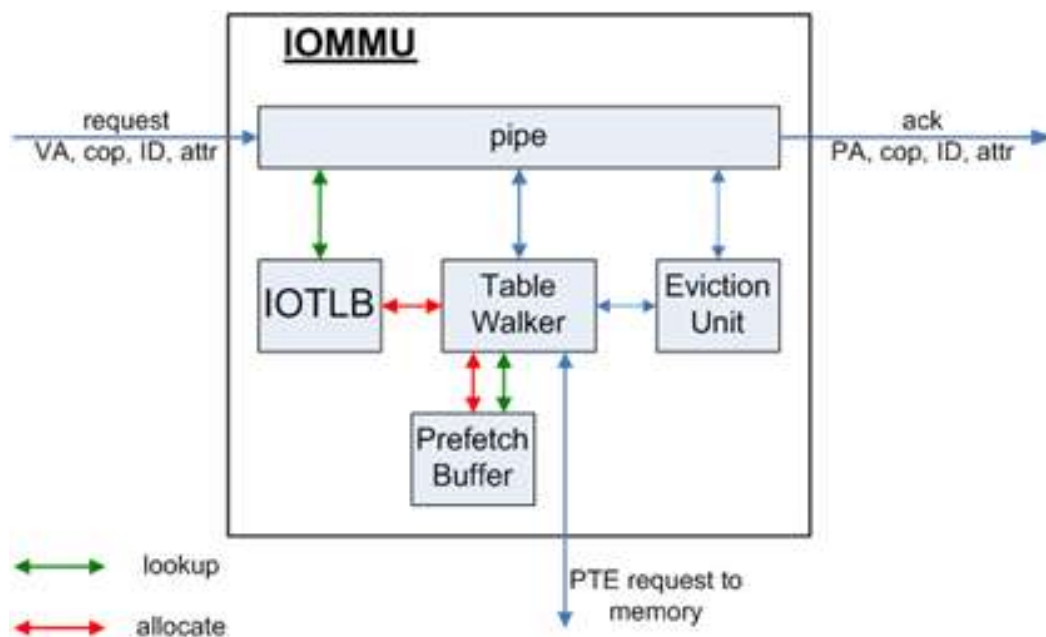 IOMMU
request
VA, cop, ID, attr
pipe
ack
PA, cop, ID, attr
IOTLB
Table
Walker
Eviction
Unit
Prefetch
Buffer
PTE request to
memory
lookup
allocate